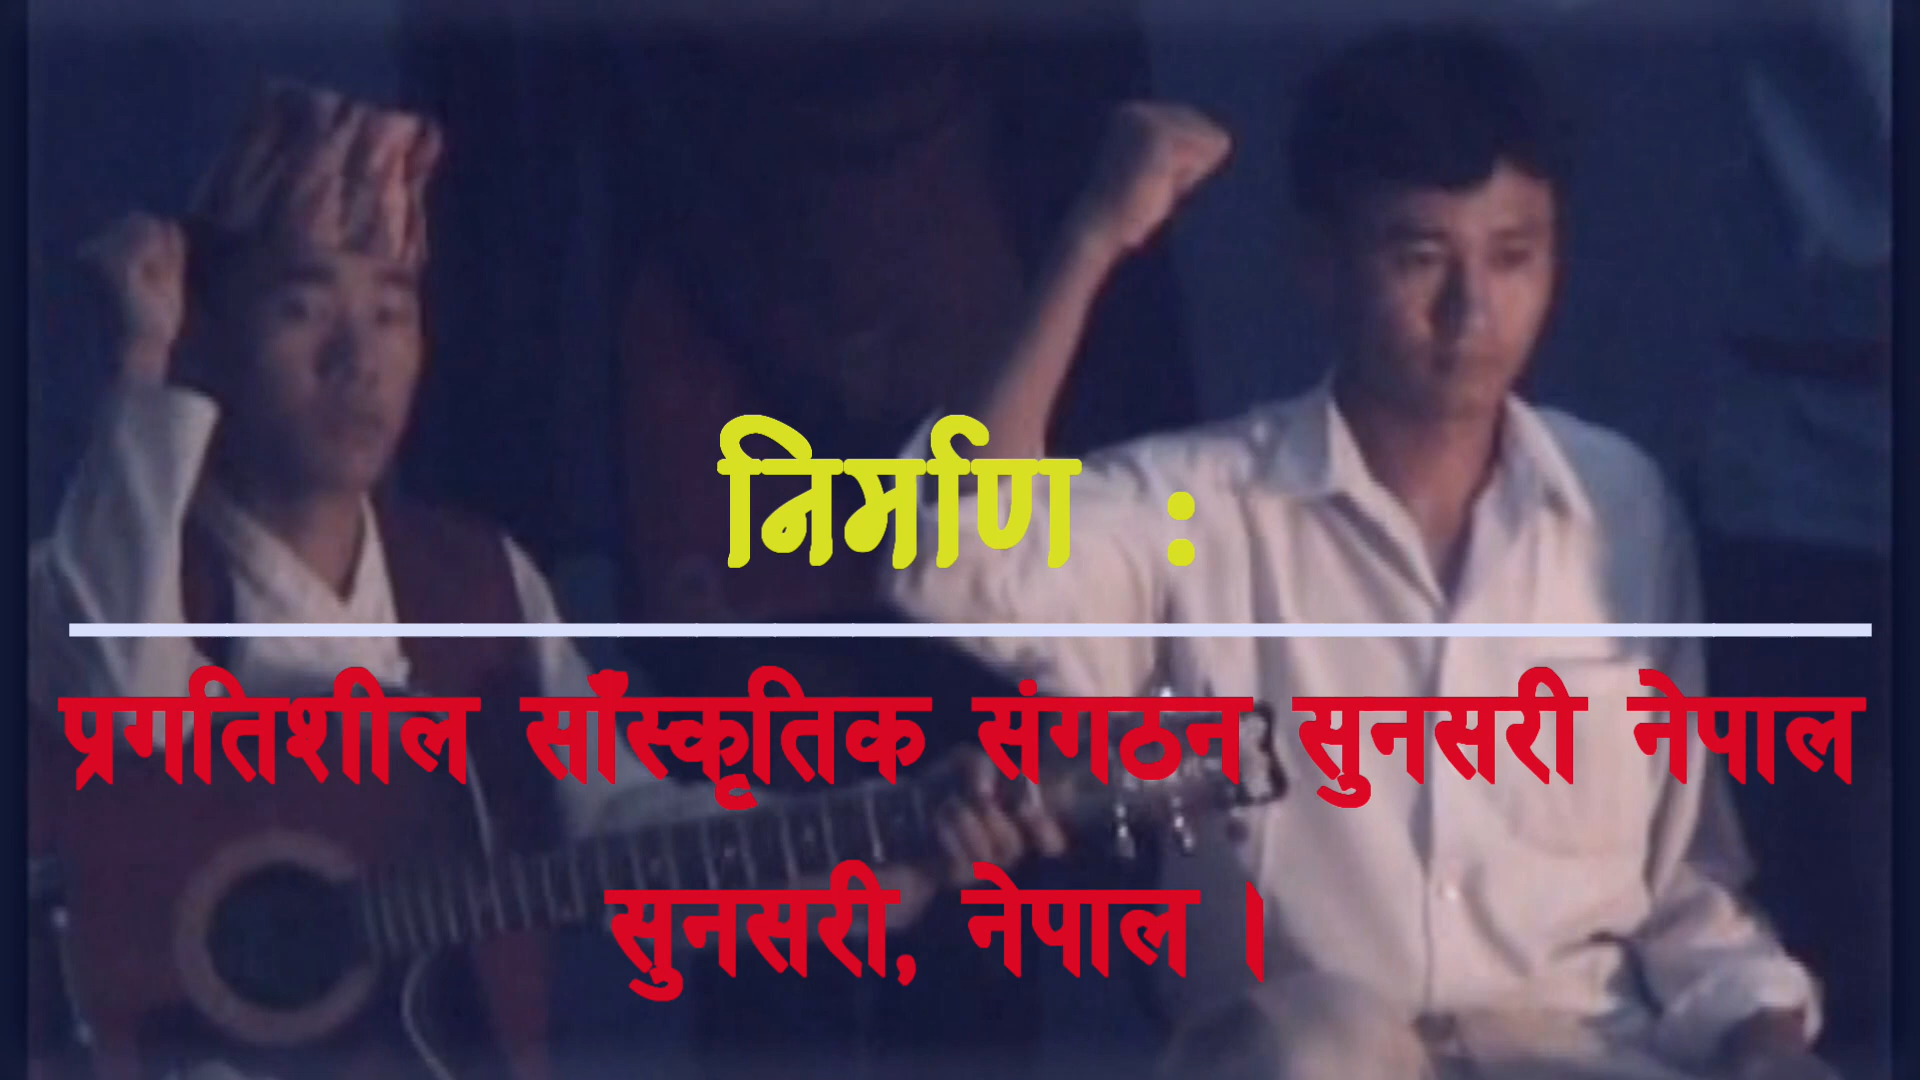 निर्माण :
प्रगतिशील साँस्कृतिक संगठन सुनसरी नेपाल
सुनसरी, नेपाल ।